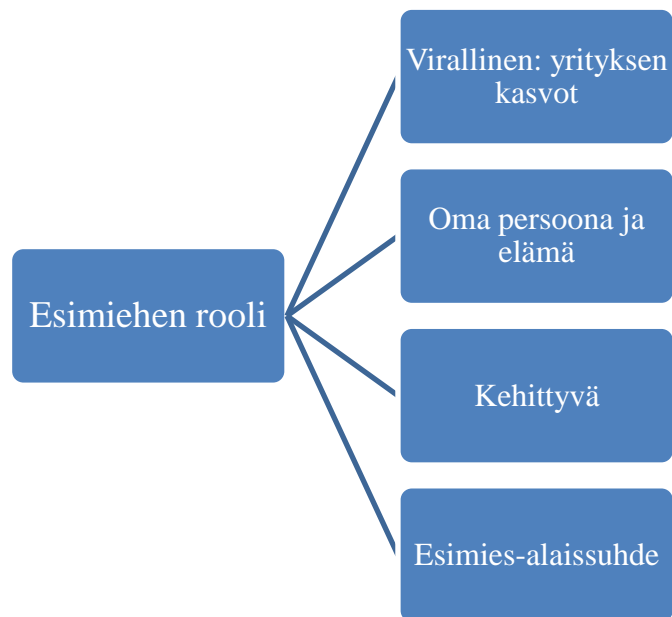 Virallinen: yrityksen
kasvot
Oma persoona ja
elämä
Esimiehen rooli
Kehittyvä
Esimies-alaissuhde